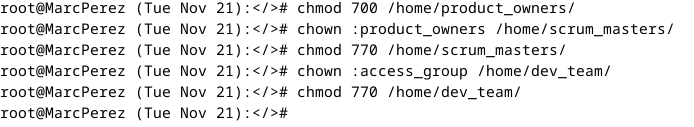 root@MarcPerez (Tue Nov 21):</># chmod 700 /home/product_owners/
root@MarcPerez (Tue Nov 21):</># chown :product_owners /home/scrum_masters/
root@MarcPerez (Tue Nov 21):</># chmod 770 /home/scrum_masters/
root@MarcPerez (Tue Nov 21):</># chown :access_group /home/dev_team/
root@MarcPerez (Tue Nov 21):</># chmod 770 /home/dev_team/
root@MarcPerez (Tue Nov 21):</>#